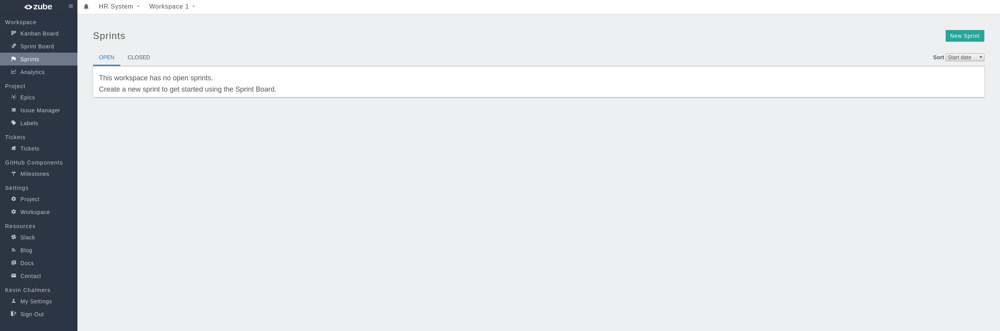 zube
Workspace
Kanban Board
Sprint Board
Sprints
Analytics
Project
Epics
Issue Manager
Labels
Tickets
Tickets
GitHub Components
Milestones
Settings
Project
Workspace
Resources
Slack
Blog
Docs
Contact
Kevin Chalmers
My Settings
Sign Out
HR System Workspace 1
Sprints
New Sprint
OPEN CLOSED
Sort Start date
This workspace has no open sprints.
Create a new sprint to get started using the Sprint Board.